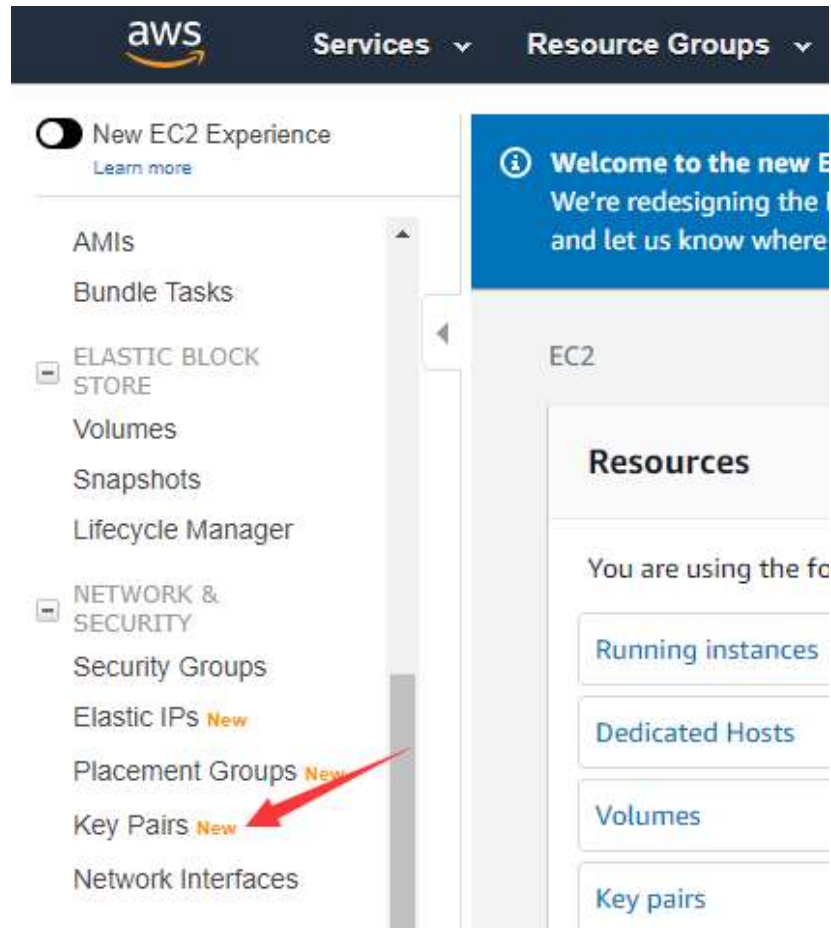 aws
Services
Resource Groups
New EC2 Experience
Learn more
AMIs
Bundle Tasks
ELASTIC BLOCK
STORE
Volumes
Snapshots
Lifecycle Manager
NETWORK &
SECURITY
Security Groups
Elastic IPs New
Placement Groups New
Key Pairs New
Network Interfaces
Welcome to the new E
We're redesigning the
and let us know where
EC2
Resources
You are using the fo
Running instances
Dedicated Hosts
Volumes
Key pairs